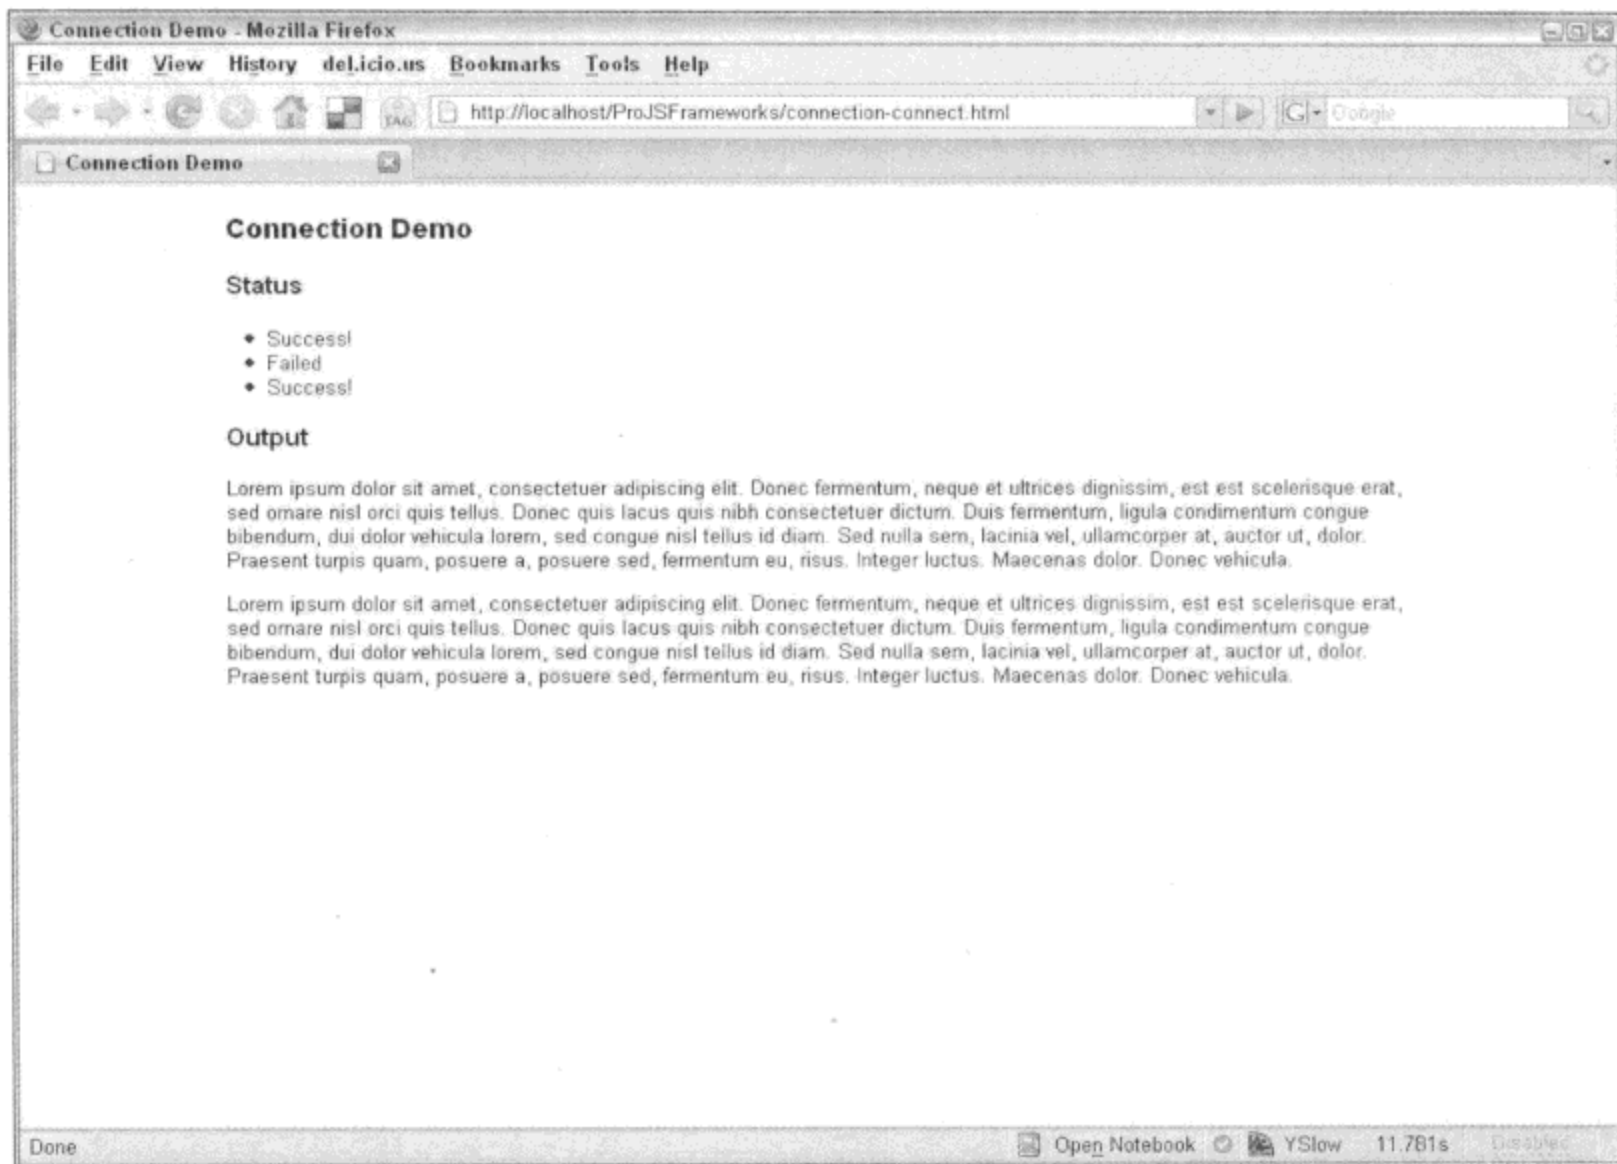 Connection Demo - Mozilla Firefox
File Edit View History del.icio.us Bookmarks Tools Help
TAG
http://localhost/ProJSFrameworks/connection-connect.html
G
Google
Connection Demo
Connection Demo
Status
Success!
Failed
Success!
Output
Lorem ipsum dolor sit amet, consectetuer adipiscing elit. Donec fermentum, neque et ultrices dignissim, est est scelerisque erat,
sed ornare nisl orci quis tellus. Donec quis lacus quis nibh consectetuer dictum. Duis fermentum, ligula condimentum congue
bibendum, dui dolor vehicula lorem, sed congue nisl tellus id diam. Sed nulla sem, lacinia vel, ullamcorper at, auctor ut, dolor.
Praesent turpis quam, posuere a, posuere sed, fermentum eu, risus. Integer luctus. Maecenas dolor. Donec vehicula.
Lorem ipsum dolor sit amet, consectetuer adipiscing elit. Donec fermentum, neque et ultrices dignissim, est est scelerisque erat,
sed ornare nisl orci quis tellus. Donec quis lacus quis nibh consectetuer dictum. Duis fermentum, ligula condimentum congue
bibendum, dui dolor vehicula lorem, sed congue nisl tellus id diam. Sed nulla sem, lacinia vel, ullamcorper at, auctor ut, dolor.
Praesent turpis quam, posuere a, posuere sed, fermentum eu, risus. Integer luctus. Maecenas dolor. Donec vehicula.
Done
Open Notebook YSlow 11.781s Disabled